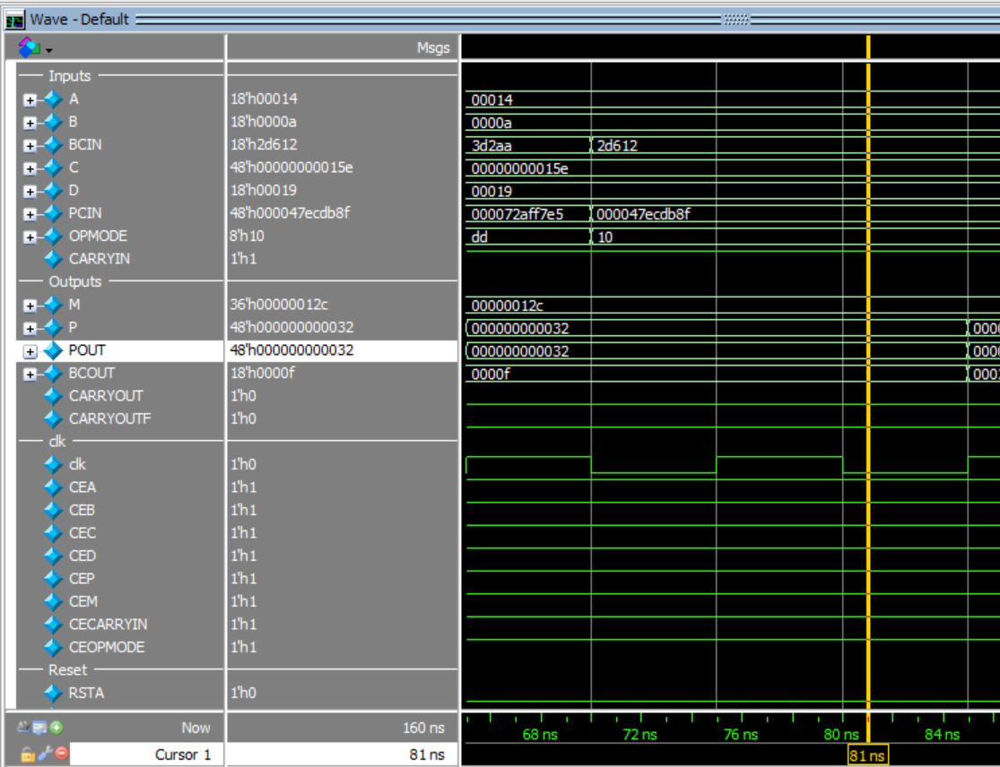 Wave - Default
Msgs
Inputs
A 18'h00014 00014
B 18'h0000a 0000a
BCIN 18'h2d612 3d2aa 2d612
C 48'h00000000015e 00000000015e
D 18'h00019 00019
PCIN 48'h000047ecdb8f 000072aff7e5 000047ecdb8f
OPMODE 8'h10 dd 10
CARRYIN 1'h1
Outputs
M 36'h00000012c 00000012c
P 48'h000000000032 000000000032 0000
POUT 48'h000000000032 000000000032 0000
BCOUT 18'h0000f 0000f
CARRYOUT 1'h0
CARRYOUTF 1'h0
clk
clk 1'h0
CEA 1'h1
CEB 1'h1
CEC 1'h1
CED 1'h1
CEP 1'h1
CEM 1'h1
CECARRYIN 1'h1
CEOPMODE 1'h1
Reset
RSTA 1'h0
Now 160 ns 68 ns 72 ns 76 ns 80 ns 84 ns
Cursor 1 81 ns 81 ns